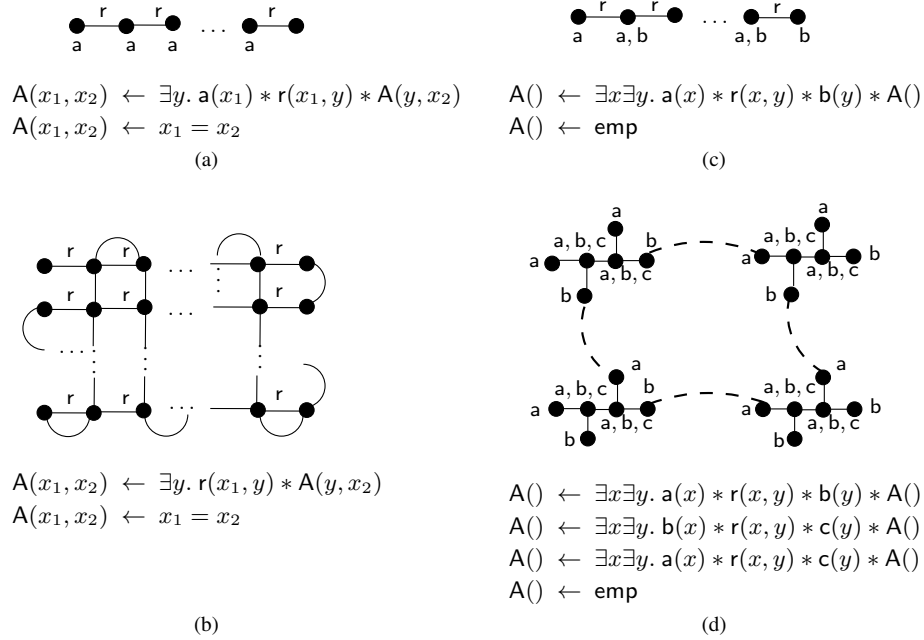 r r r
a a a … a
A(x₁, x₂) ← ∃y. a(x₁) ∗ r(x₁, y) ∗ A(y, x₂)
A(x₁, x₂) ← x₁ = x₂
(a)
r r r
a a, b … a, b b
A() ← ∃x∃y. a(x) ∗ r(x, y) ∗ b(y) ∗ A()
A() ← emp
(c)
r r r
r r r
r r r
A(x₁, x₂) ← ∃y. r(x₁, y) ∗ A(y, x₂)
A(x₁, x₂) ← x₁ = x₂
(b)
a a
a, b, c b a, b, c
a a, b, c a a, b, c b
b b
a a
a, b, c b a, b, c
a a, b, c a a, b, c b
b b
A() ← ∃x∃y. a(x) ∗ r(x, y) ∗ b(y) ∗ A()
A() ← ∃x∃y. b(x) ∗ r(x, y) ∗ c(y) ∗ A()
A() ← ∃x∃y. a(x) ∗ r(x, y) ∗ c(y) ∗ A()
A() ← emp
(d)